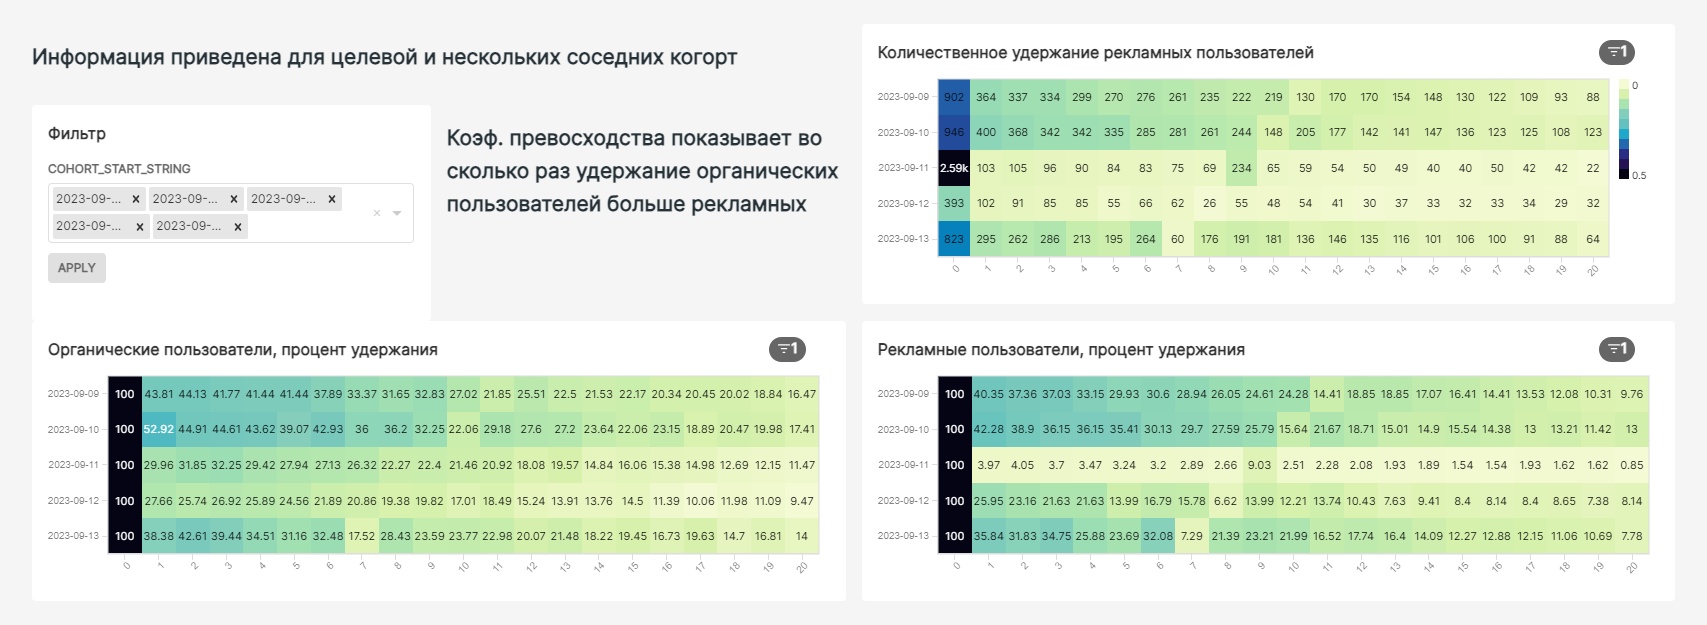 Информация приведена для целевой и нескольких соседних когорт
Фильтр
COHORT_START_STRING
2023-09-... × 2023-09-... × 2023-09-... ×
2023-09-... × 2023-09-... ×
APPLY
Коэф. превосходства показывает во
сколько раз удержание органических
пользователей больше рекламных
Количественное удержание рекламных пользователей
1
2023-09-09 902 364 337 334 299 270 276 261 235 222 219 130 170 170 154 148 130 122 109 93 88
2023-09-10 946 400 368 342 342 335 285 281 261 244 148 205 177 142 141 147 136 123 125 108 123
2023-09-11 2.59k 103 105 96 90 84 83 75 69 234 65 59 54 50 49 40 40 50 42 42 22
2023-09-12 393 102 91 85 85 55 66 62 26 55 48 54 41 30 37 33 32 33 34 29 32
2023-09-13 823 295 262 286 213 195 264 60 176 191 181 136 146 135 116 101 106 100 91 88 64
0 1 2 3 4 5 6 7 8 9 10 11 12 13 14 15 16 17 18 19 20
0
0.5
Органические пользователи, процент удержания
1
2023-09-09 100 43.81 44.13 41.77 41.44 41.44 37.89 33.37 31.65 32.83 27.02 21.85 25.51 22.5 21.53 22.17 20.34 20.45 20.02 18.84 16.47
2023-09-10 100 52.92 44.91 44.61 43.62 39.07 42.93 36 36.2 32.25 22.06 29.18 27.6 27.2 23.64 22.06 23.15 18.89 20.47 19.98 17.41
2023-09-11 100 29.96 31.85 32.25 29.42 27.94 27.13 26.32 22.27 22.4 21.46 20.92 18.08 19.57 14.84 16.06 15.38 14.98 12.69 12.15 11.47
2023-09-12 100 27.66 25.74 26.92 25.89 24.56 21.89 20.86 19.38 19.82 17.01 18.49 15.24 13.91 13.76 14.5 11.39 10.06 11.98 11.09 9.47
2023-09-13 100 38.38 42.61 39.44 34.51 31.16 32.48 17.52 28.43 23.59 23.77 22.98 20.07 21.48 18.22 19.45 16.73 19.63 14.7 16.81 14
0 1 2 3 4 5 6 7 8 9 10 11 12 13 14 15 16 17 18 19 20
Рекламные пользователи, процент удержания
1
2023-09-09 100 40.35 37.36 37.03 33.15 29.93 30.6 28.94 26.05 24.61 24.28 14.41 18.85 18.85 17.07 16.41 14.41 13.53 12.08 10.31 9.76
2023-09-10 100 42.28 38.9 36.15 36.15 35.41 30.13 29.7 27.59 25.79 15.64 21.67 18.71 15.01 14.9 15.54 14.38 13 13.21 11.42 13
2023-09-11 100 3.97 4.05 3.7 3.47 3.24 3.2 2.89 2.66 9.03 2.51 2.28 2.08 1.93 1.89 1.54 1.54 1.93 1.62 1.62 0.85
2023-09-12 100 25.95 23.16 21.63 21.63 13.99 16.79 15.78 6.62 13.99 12.21 13.74 10.43 7.63 9.41 8.4 8.14 8.4 8.65 7.38 8.14
2023-09-13 100 35.84 31.83 34.75 25.88 23.69 32.08 7.29 21.39 23.21 21.99 16.52 17.74 16.4 14.09 12.27 12.88 12.15 11.06 10.69 7.78
0 1 2 3 4 5 6 7 8 9 10 11 12 13 14 15 16 17 18 19 20